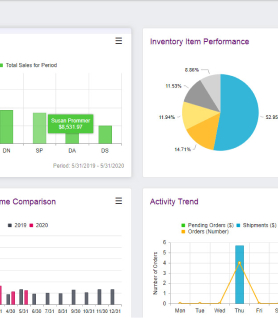 Total Sales for Period
Susan Prommer
$8,531.97
DN SP DA DS
Period: 5/31/2019 - 5/31/2020
Inventory Item Performance
8.86%
11.53%
11.94%
14.71%
52.95
me Comparison
2019 2020
4/30 5/31 6/30 7/31 8/31 9/30 10/31 11/30 12/31
Activity Trend
Pending Orders ($) Shipments ($)
Orders (Number)
Number of Orders
6
5
4
3
2
1
0
Mon Tue Wed Thu Fri